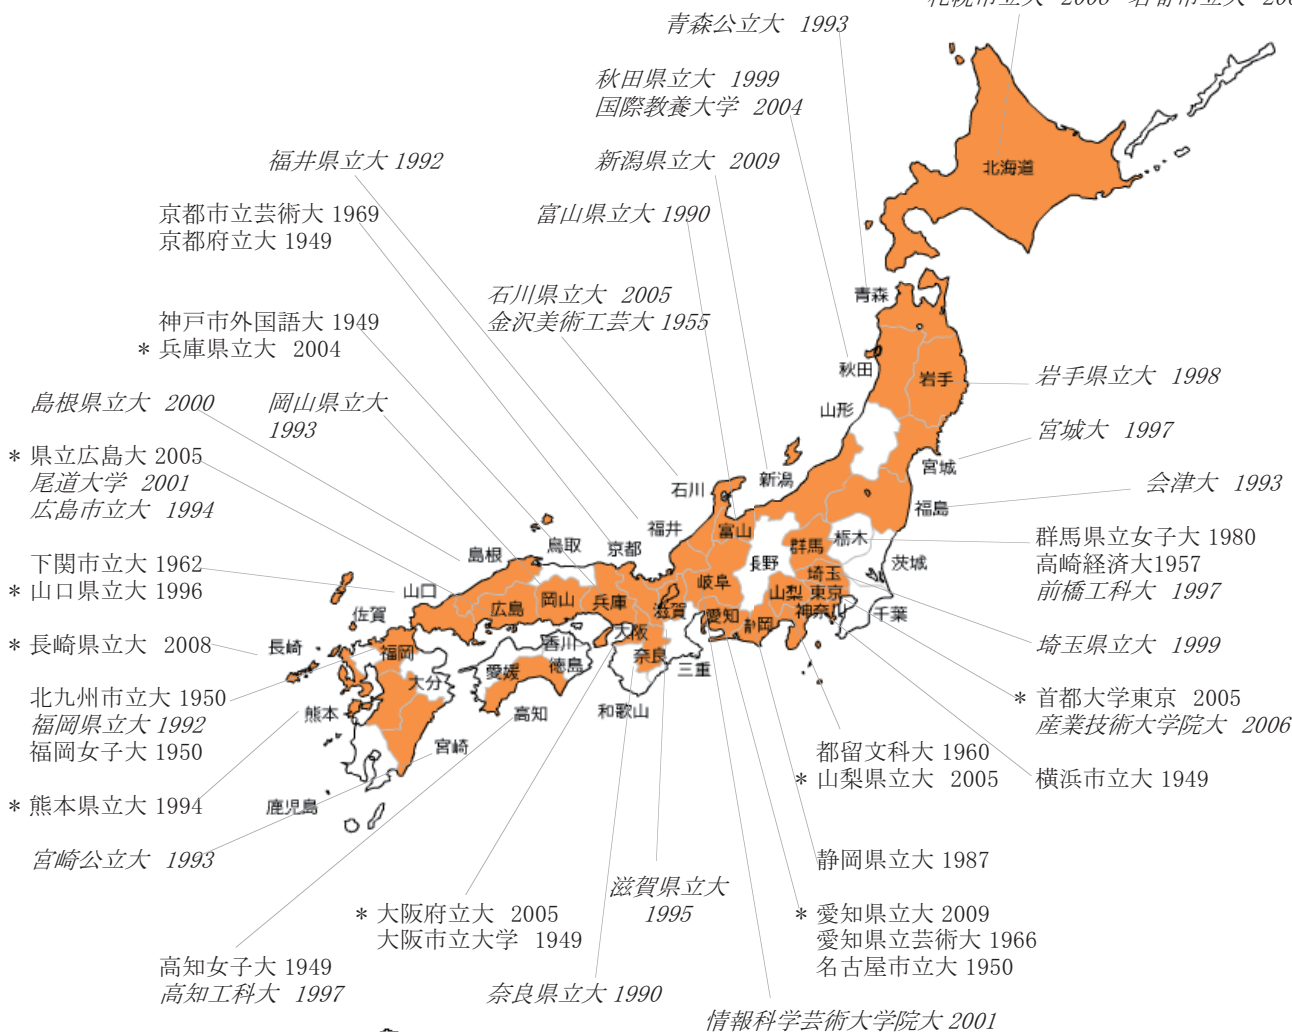 青森公立大 1993
秋田県立大 1999
国際教養大学 2004
福井県立大 1992
新潟県立大 2009
京都市立芸術大 1969
京都府立大 1949
富山県立大 1990
石川県立大 2005
金沢美術工芸大 1955
神戸市外国語大 1949
* 兵庫県立大 2004
島根県立大 2000
岡山県立大
1993
* 県立広島大 2005
尾道大学 2001
広島市立大 1994
下関市立大 1962
* 山口県立大 1996
* 長崎県立大 2008
北九州市立大 1950
福岡県立大 1992
福岡女子大 1950
* 熊本県立大 1994
宮崎公立大 1993
高知女子大 1949
高知工科大 1997
* 大阪府立大 2005
大阪市立大学 1949
奈良県立大 1990
滋賀県立大
1995
情報科学芸術大学院大 2001
* 愛知県立大 2009
愛知県立芸術大 1966
名古屋市立大 1950
静岡県立大 1987
都留文科大 1960
* 山梨県立大 2005
横浜市立大 1949
* 首都大学東京 2005
産業技術大学院大 2006
埼玉県立大 1999
群馬県立女子大 1980
高崎経済大1957
前橋工科大 1997
会津大 1993
宮城大 1997
岩手県立大 1998
北海道
青森
秋田
岩手
山形
宮城
新潟
福島
石川
富山
福井
群馬
栃木
茨城
長野
埼玉
東京
山梨
神奈川
千葉
岐阜
愛知
静岡
滋賀
京都
鳥取
島根
兵庫
岡山
広島
山口
大阪
奈良
三重
和歌山
香川
徳島
愛媛
高知
佐賀
長崎
福岡
大分
熊本
宮崎
鹿児島